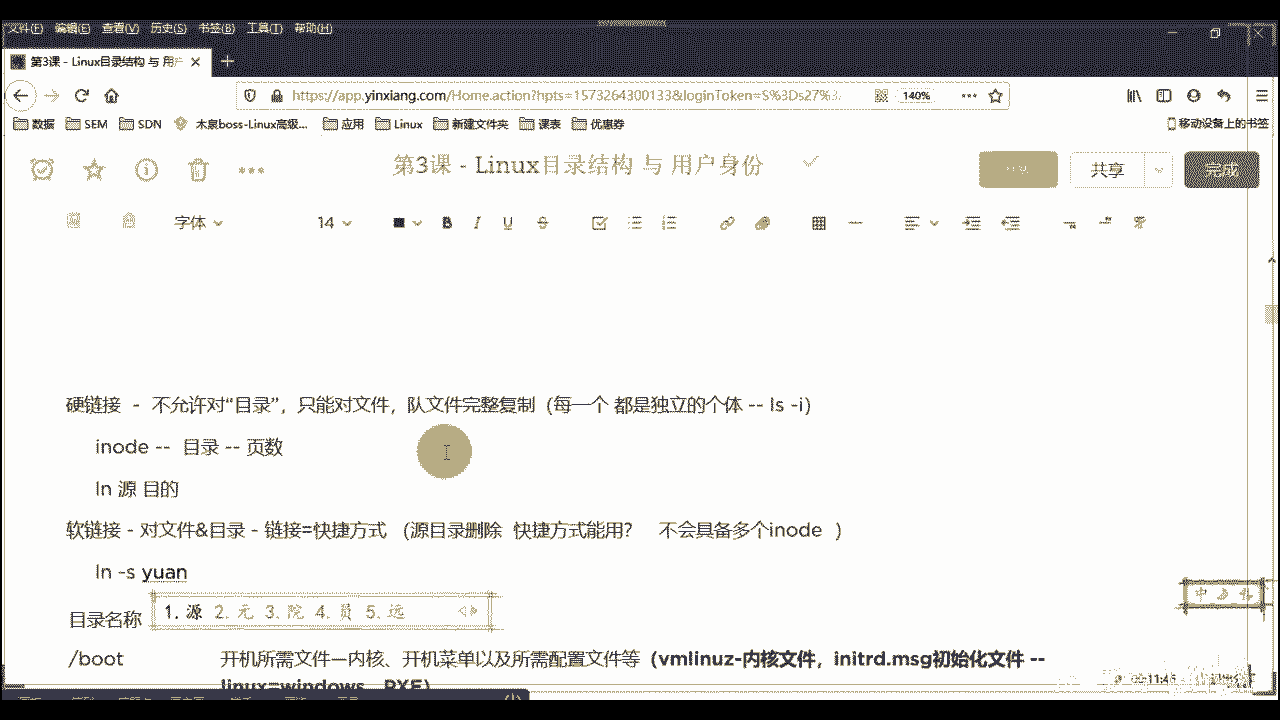 文件(F) 编辑(E) 查看(V) 历史(S) 书签(B) 工具(T) 帮助(H)
第3课 - Linux目录结构 与 用户
https://app.yinxiang.com/Home.action?hpts=1573264300133&loginToken=S%3Ds27%3 140%
数据 SEM SDN 木泉boss-Linux高级... 应用 Linux 新建文件夹 课表 优惠券 移动设备上的书签
第3课 - Linux目录结构 与 用户身份
共享 完成
字体 14 B I U S
硬链接 - 不允许对“目录”，只能对文件，队文件完整复制（每一个 都是独立的个体 -- ls -i）
inode -- 目录 -- 页数
ln 源 目的
软链接 - 对文件&目录 - 链接=快捷方式 （源目录删除 快捷方式能用？ 不会具备多个inode ）
ln -s yuan
1.源 2.元 3.院 4.员 5.远
中
目录名称
/boot 开机所需文件—内核、开机菜单以及所需配置文件等（vmlinuz-内核文件，initrd.msg初始化文件 --
linux=windows PXE）
00:11:45